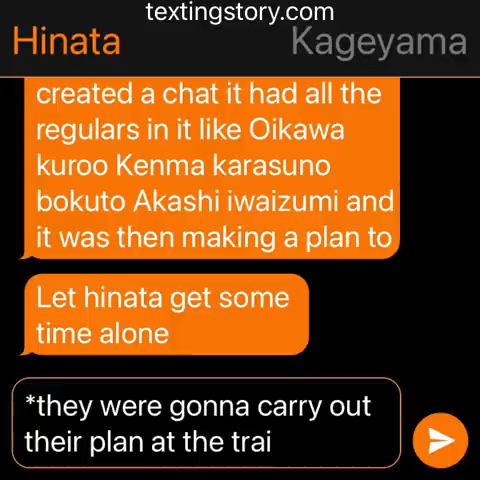 textingstory.com
Hinata Kageyama
created a chat it had all the
regulars in it like Oikawa
kuroo Kenma karasuno
bokuto Akashi iwaizumi and
it was then making a plan to
Let hinata get some
time alone
*they were gonna carry out
their plan at the trai